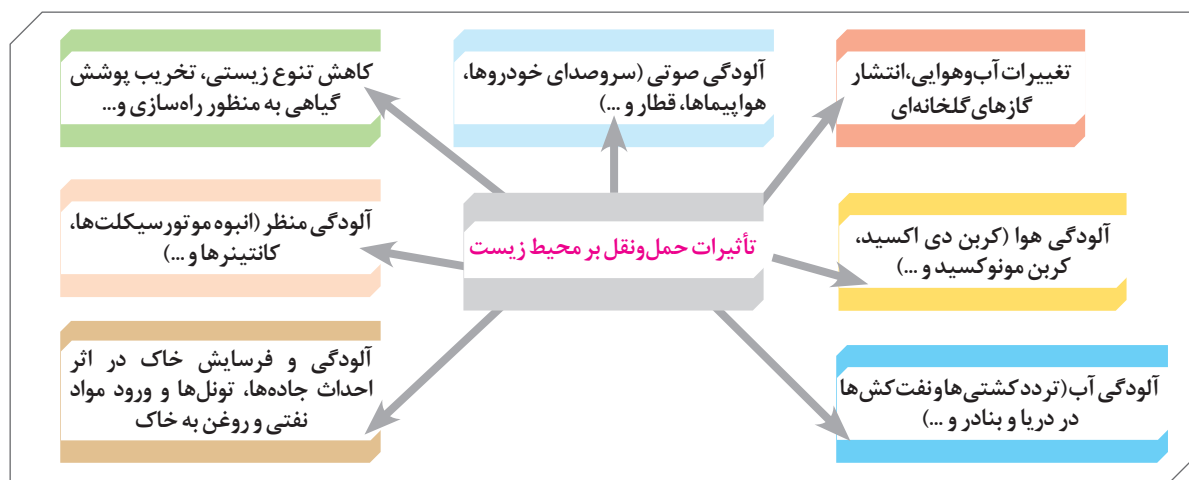 تغییرات آب‌وهوایی،انتشار
گازهای گلخانه‌ای
آلودگی صوتی (سروصدای خودروها،
هواپیماها، قطار و ...)
کاهش تنوع زیستی، تخریب پوشش
گیاهی به منظور راه‌سازی و...
تأثیرات حمل‌ونقل بر محیط زیست
آلودگی هوا (کربن دی اکسید،
کربن مونوکسید و ...)
آلودگی منظر (انبوه موتورسیکلت‌ها،
کانتینرها و ...)
آلودگی آب(تردد کشتی‌ها و نفت‌کش‌ها
در دریا و بنادر و ...)
آلودگی و فرسایش خاک در اثر
احداث جاده‌ها، تونل‌ها و ورود مواد
نفتی و روغن به خاک